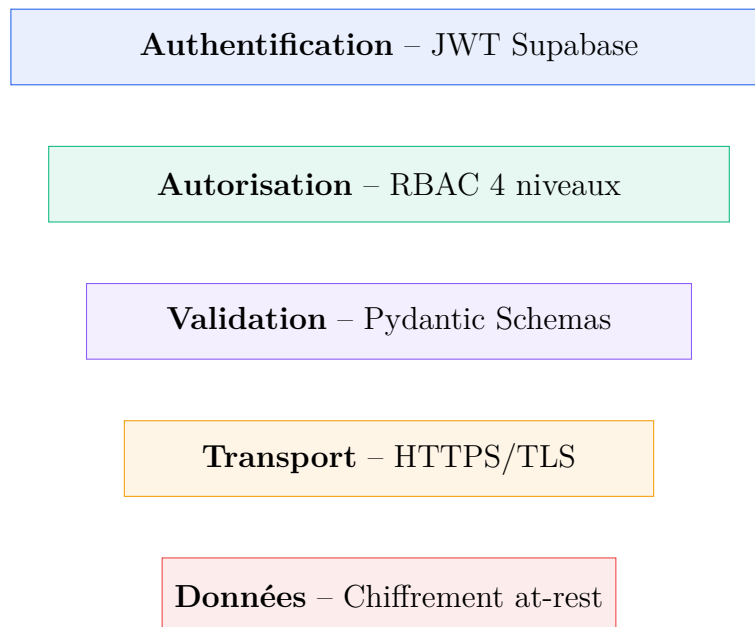 Authentification – JWT Supabase
Autorisation – RBAC 4 niveaux
Validation – Pydantic Schemas
Transport – HTTPS/TLS
Données – Chiffrement at-rest